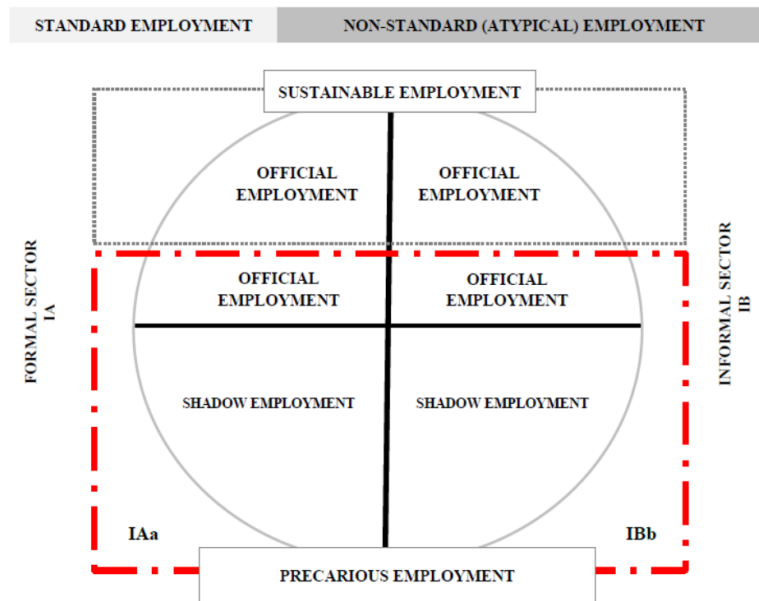 STANDARD EMPLOYMENT
NON-STANDARD (ATYPICAL) EMPLOYMENT
SUSTAINABLE EMPLOYMENT
OFFICIAL
EMPLOYMENT
OFFICIAL
EMPLOYMENT
FORMAL SECTOR
IA
INFORMAL SECTOR
IB
OFFICIAL
EMPLOYMENT
OFFICIAL
EMPLOYMENT
SHADOW EMPLOYMENT
SHADOW EMPLOYMENT
IAa
IBb
PRECARIOUS EMPLOYMENT